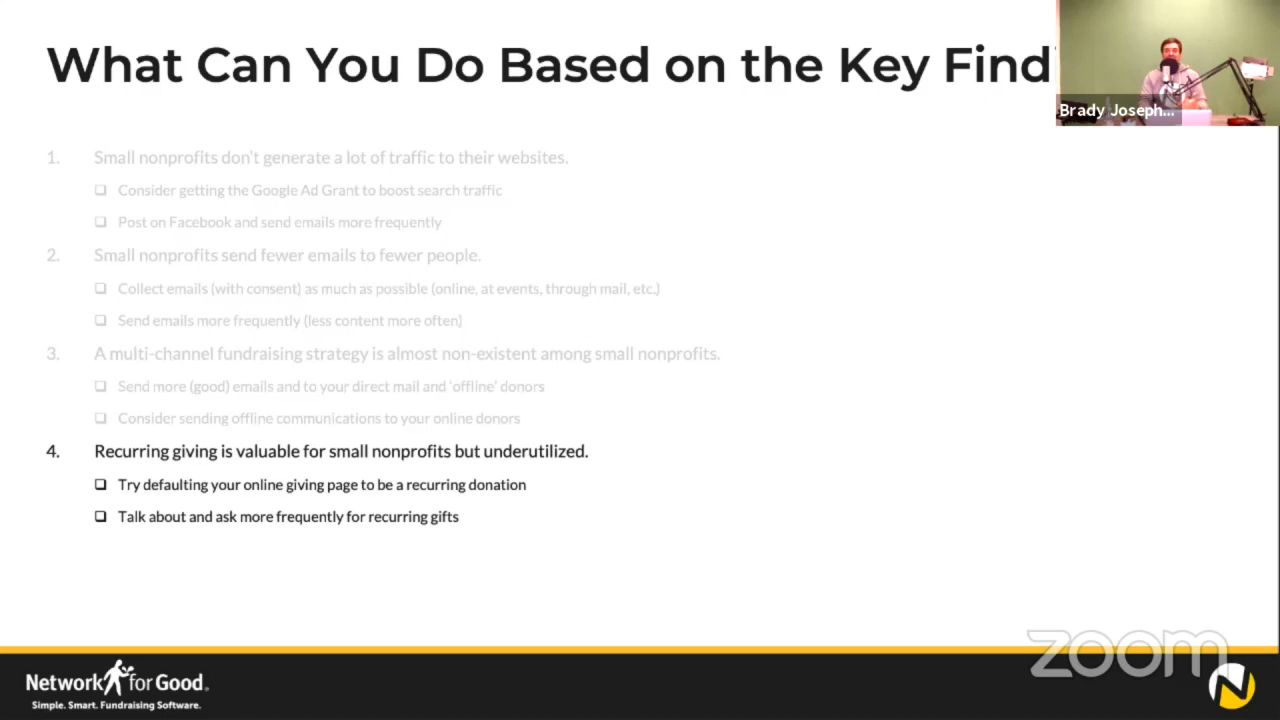 What Can You Do Based on the Key Find
Brady Joseph...
1. Small nonprofits don't generate a lot of traffic to their websites.
❏ Consider getting the Google Ad Grant to boost search traffic
❏ Post on Facebook and send emails more frequently
2. Small nonprofits send fewer emails to fewer people.
❏ Collect emails (with consent) as much as possible (online, at events, through mail, etc.)
❏ Send emails more frequently (less content more often)
3. A multi-channel fundraising strategy is almost non-existent among small nonprofits.
❏ Send more (good) emails and to your direct mail and 'offline' donors
❏ Consider sending offline communications to your online donors
4. Recurring giving is valuable for small nonprofits but underutilized.
❏ Try defaulting your online giving page to be a recurring donation
❏ Talk about and ask more frequently for recurring gifts
zoom
Network for Good.
Simple. Smart. Fundraising Software.
N